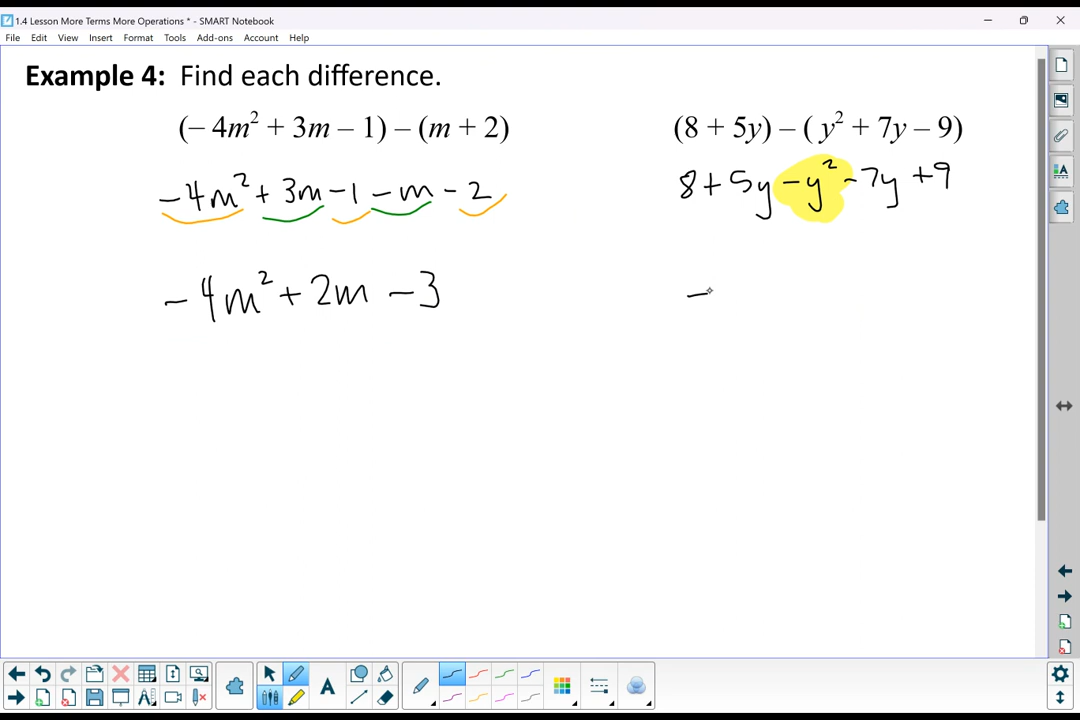 1.4 Lesson More Terms More Operations * - SMART Notebook
File Edit View Insert Format Tools Add-ons Account Help
Example 4: Find each difference.
(– 4m² + 3m – 1) – (m + 2)
(8 + 5y) – ( y² + 7y – 9)
-4m² + 3m -1 -m - 2
8 + 5y - y² - 7y + 9
-4m² + 2m - 3
-